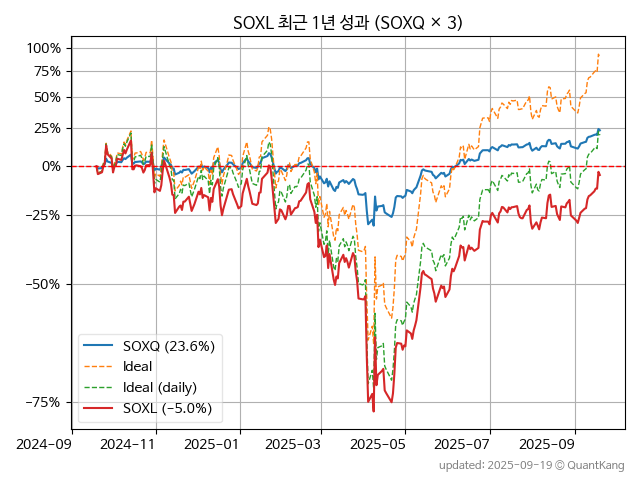 SOXL 최근 1년 성과 (SOXQ × 3)
100%
75%
50%
25%
0%
−25%
−50%
−75%
SOXQ (23.6%)
Ideal
Ideal (daily)
SOXL (−5.0%)
2024-09
2024-11
2025-01
2025-03
2025-05
2025-07
2025-09
updated: 2025-09-19 © QuantKang